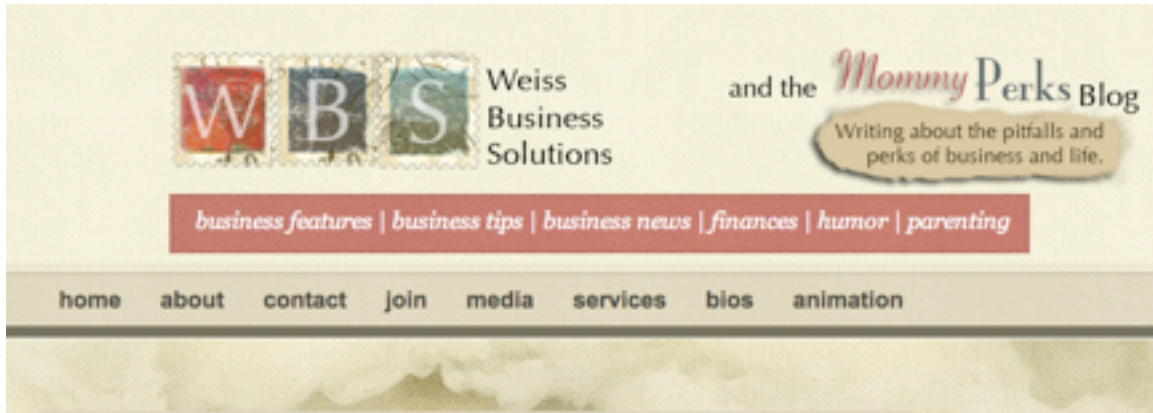 WBS
Weiss
Business
Solutions
and the Mommy Perks Blog
Writing about the pitfalls and
perks of business and life.
business features | business tips | business news | finances | humor | parenting
home about contact join media services bios animation